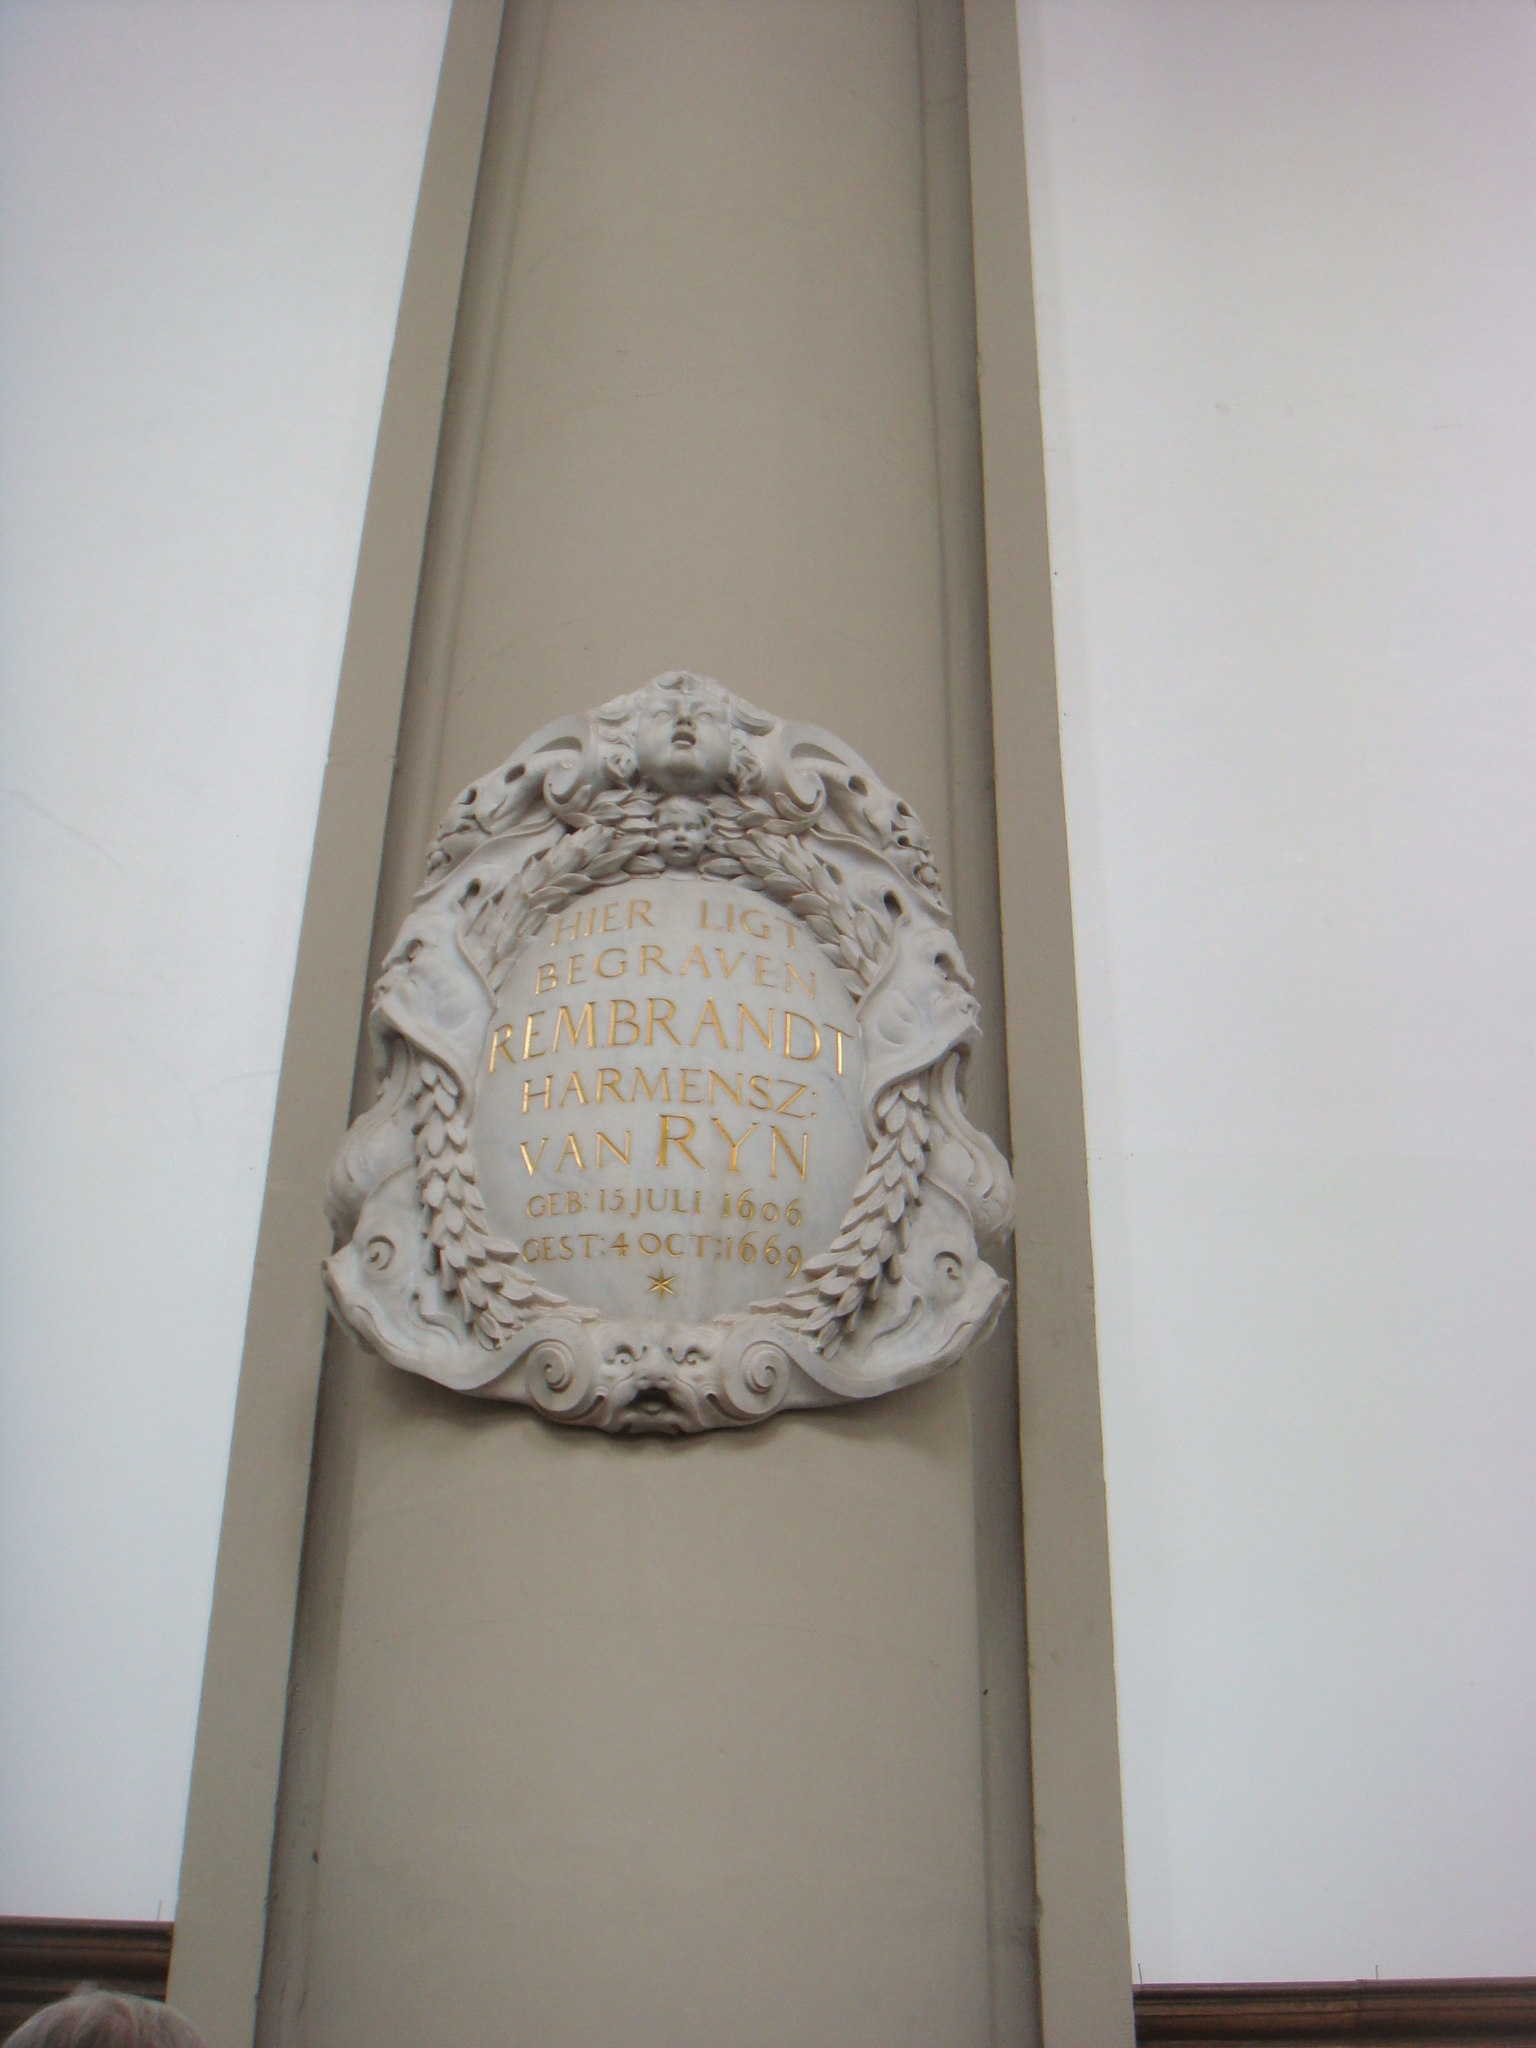 HIER LIGT
BEGRAVEN
REMBRANDT
HARMENSZ:
VAN RYN
GEB: 15 JULI 1606
GEST: 4 OCT: 1669